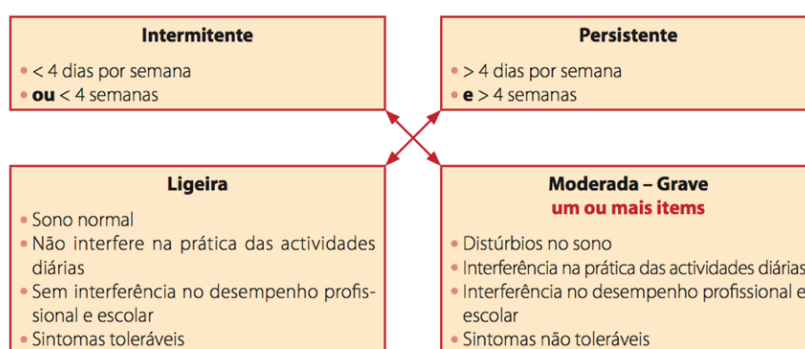 Intermitente
• < 4 dias por semana
• ou < 4 semanas
Persistente
• > 4 dias por semana
• e > 4 semanas
Ligeira
• Sono normal
• Não interfere na prática das actividades
diárias
• Sem interferência no desempenho profis-
sional e escolar
• Sintomas toleráveis
Moderada – Grave
um ou mais items
• Distúrbios no sono
• Interferência na prática das actividades diárias
• Interferência no desempenho profissional e
escolar
• Sintomas não toleráveis